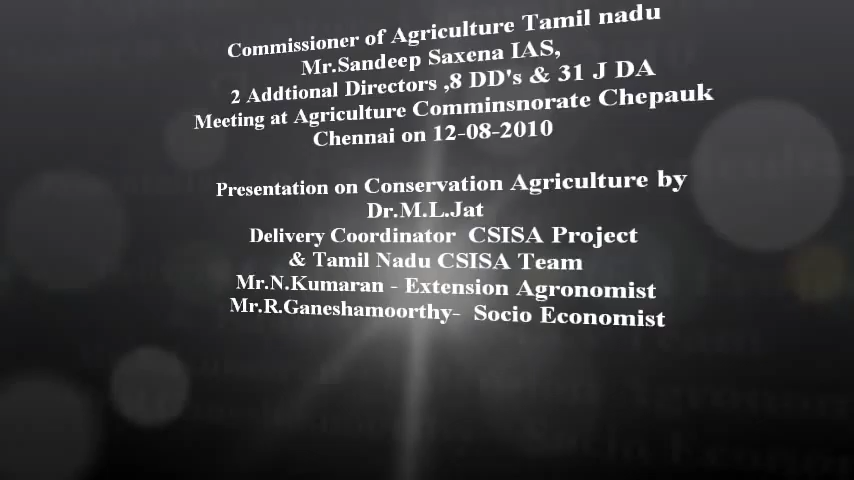 Commissioner of Agriculture Tamil nadu
Mr.Sandeep Saxena IAS,
2 Addtional Directors ,8 DD's & 31 J DA
Meeting at Agriculture Comminsnorate Chepauk
Chennai on 12-08-2010
Presentation on Conservation Agriculture by
Dr.M.L.Jat
Delivery Coordinator CSISA Project
& Tamil Nadu CSISA Team
Mr.N.Kumaran - Extension Agronomist
Mr.R.Ganeshamoorthy- Socio Economist